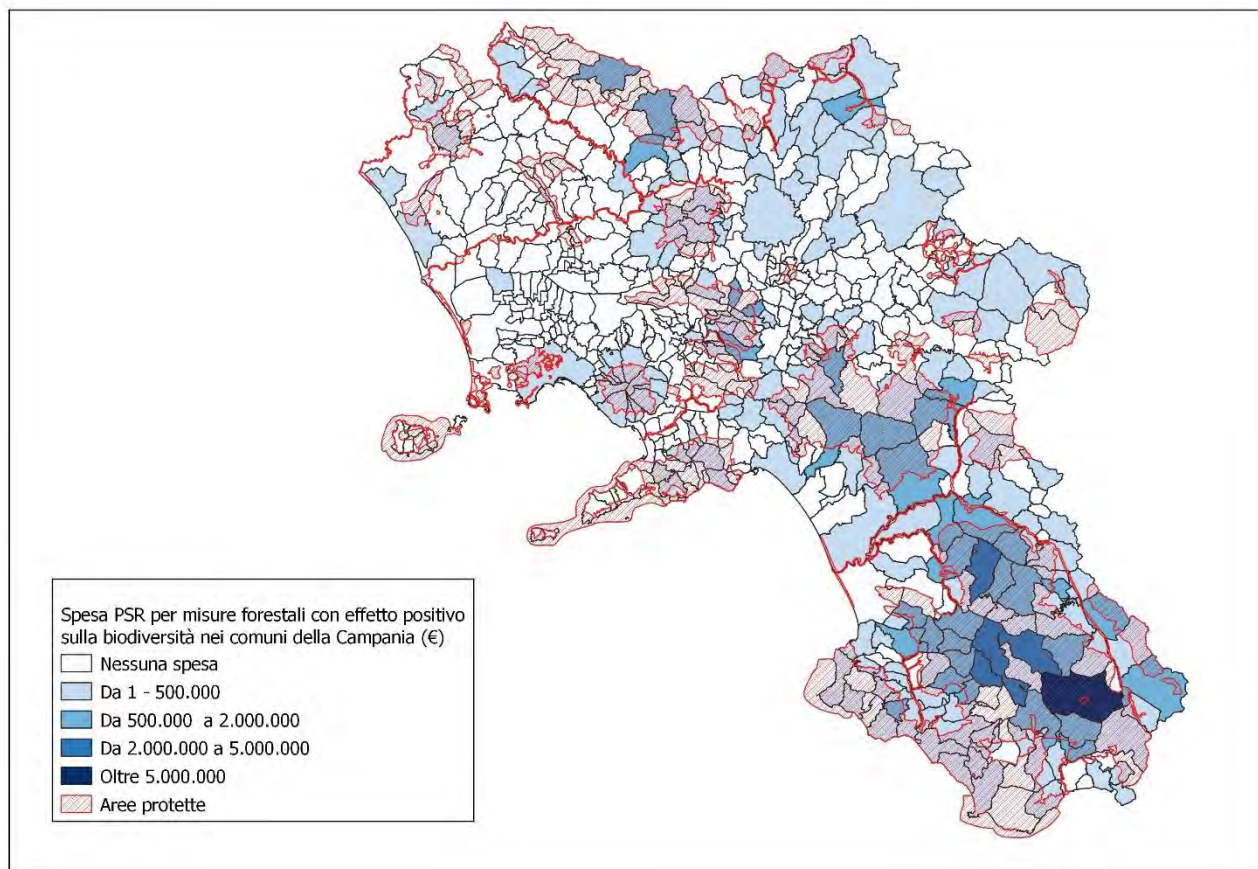 Spesa PSR per misure forestali con effetto positivo
sulla biodiversità nei comuni della Campania (€)
Nessuna spesa
Da 1 - 500.000
Da 500.000 a 2.000.000
Da 2.000.000 a 5.000.000
Oltre 5.000.000
Aree protette